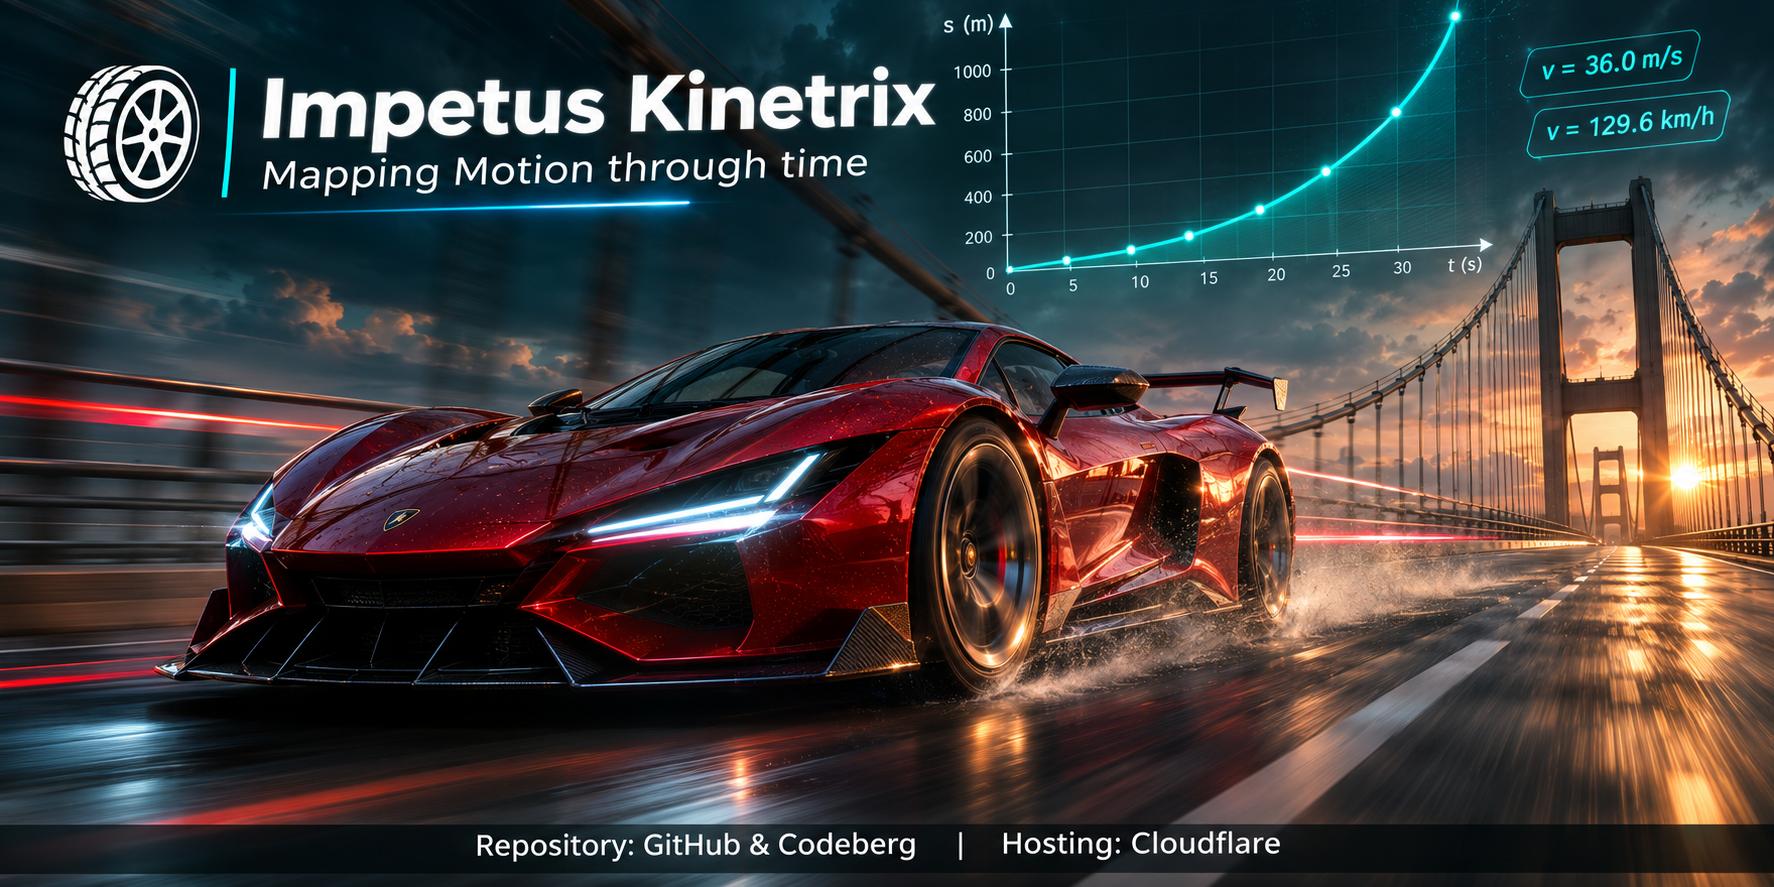 Impetus Kinetrix
Mapping Motion through time
s (m)
1000
800
600
400
200
0
0 5 10 15 20 25 30 t (s)
v = 36.0 m/s
v = 129.6 km/h
Repository: GitHub & Codeberg | Hosting: Cloudflare